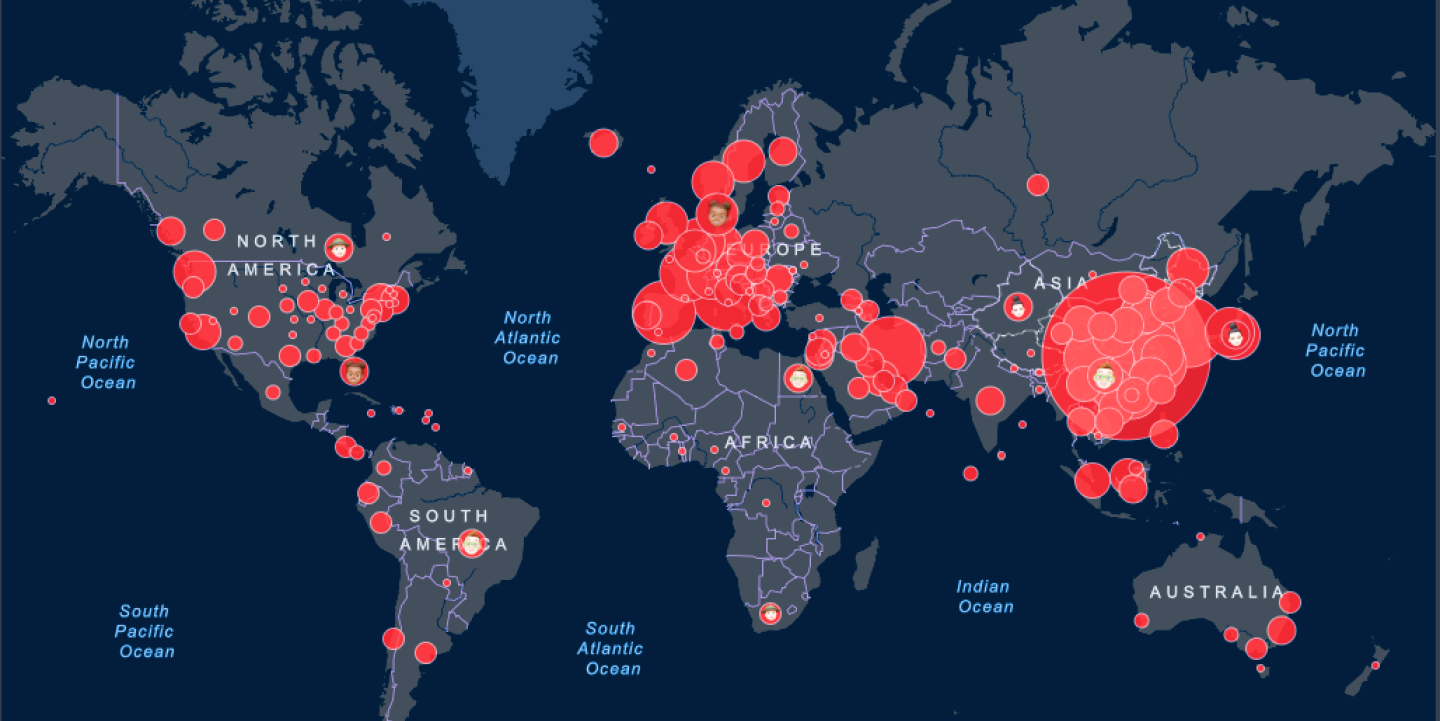 NORTH
AMERICA
EUROPE
ASIA
North
Pacific
Ocean
North
Atlantic
Ocean
North
Pacific
Ocean
AFRICA
SOUTH
AMERICA
South
Pacific
Ocean
South
Atlantic
Ocean
Indian
Ocean
AUSTRALIA